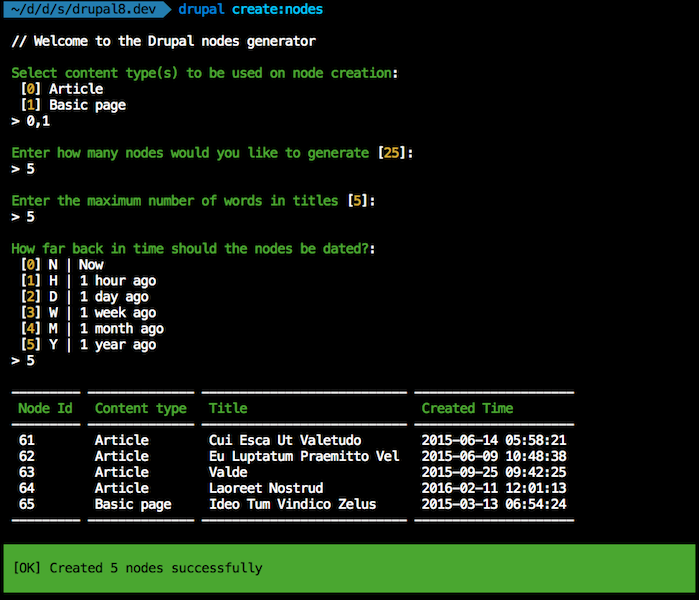 ~/d/d/s/drupal8.dev drupal create:nodes
// Welcome to the Drupal nodes generator
Select content type(s) to be used on node creation:
[0] Article
[1] Basic page
> 0,1
Enter how many nodes would you like to generate [25]:
> 5
Enter the maximum number of words in titles [5]:
> 5
How far back in time should the nodes be dated?:
[0] N | Now
[1] H | 1 hour ago
[2] D | 1 day ago
[3] W | 1 week ago
[4] M | 1 month ago
[5] Y | 1 year ago
> 5
Node Id Content type Title Created Time
61 Article Cui Esca Ut Valetudo 2015-06-14 05:58:21
62 Article Eu Luptatum Praemitto Vel 2015-06-09 10:48:38
63 Article Valde 2015-09-25 09:42:25
64 Article Laoreet Nostrud 2016-02-11 12:01:13
65 Basic page Ideo Tum Vindico Zelus 2015-03-13 06:54:24
[OK] Created 5 nodes successfully